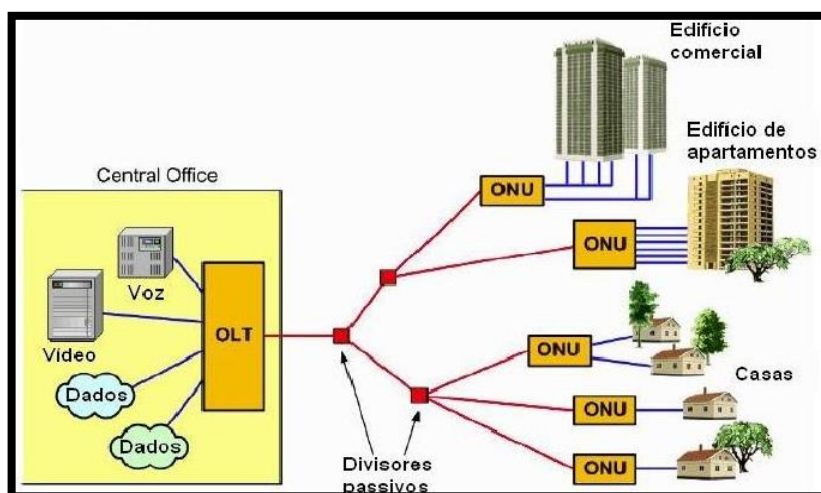 Edifício
comercial
Edifício de
apartamentos
Central Office
ONU
Voz
ONU
OLT
Vídeo
ONU
Casas
Dados
ONU
Dados
ONU
Divisores
passivos